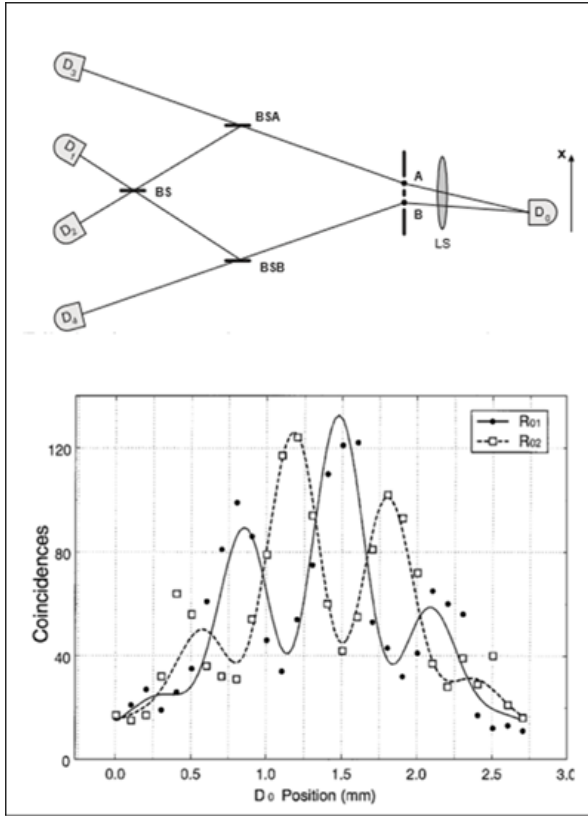 D3
BSA
D1
BS
A
B
X
D0
LS
D2
BSB
D4
R01
R02
120
80
40
0
Coincidences
0.0 0.5 1.0 1.5 2.0 2.5 3.0
D0 Position (mm)